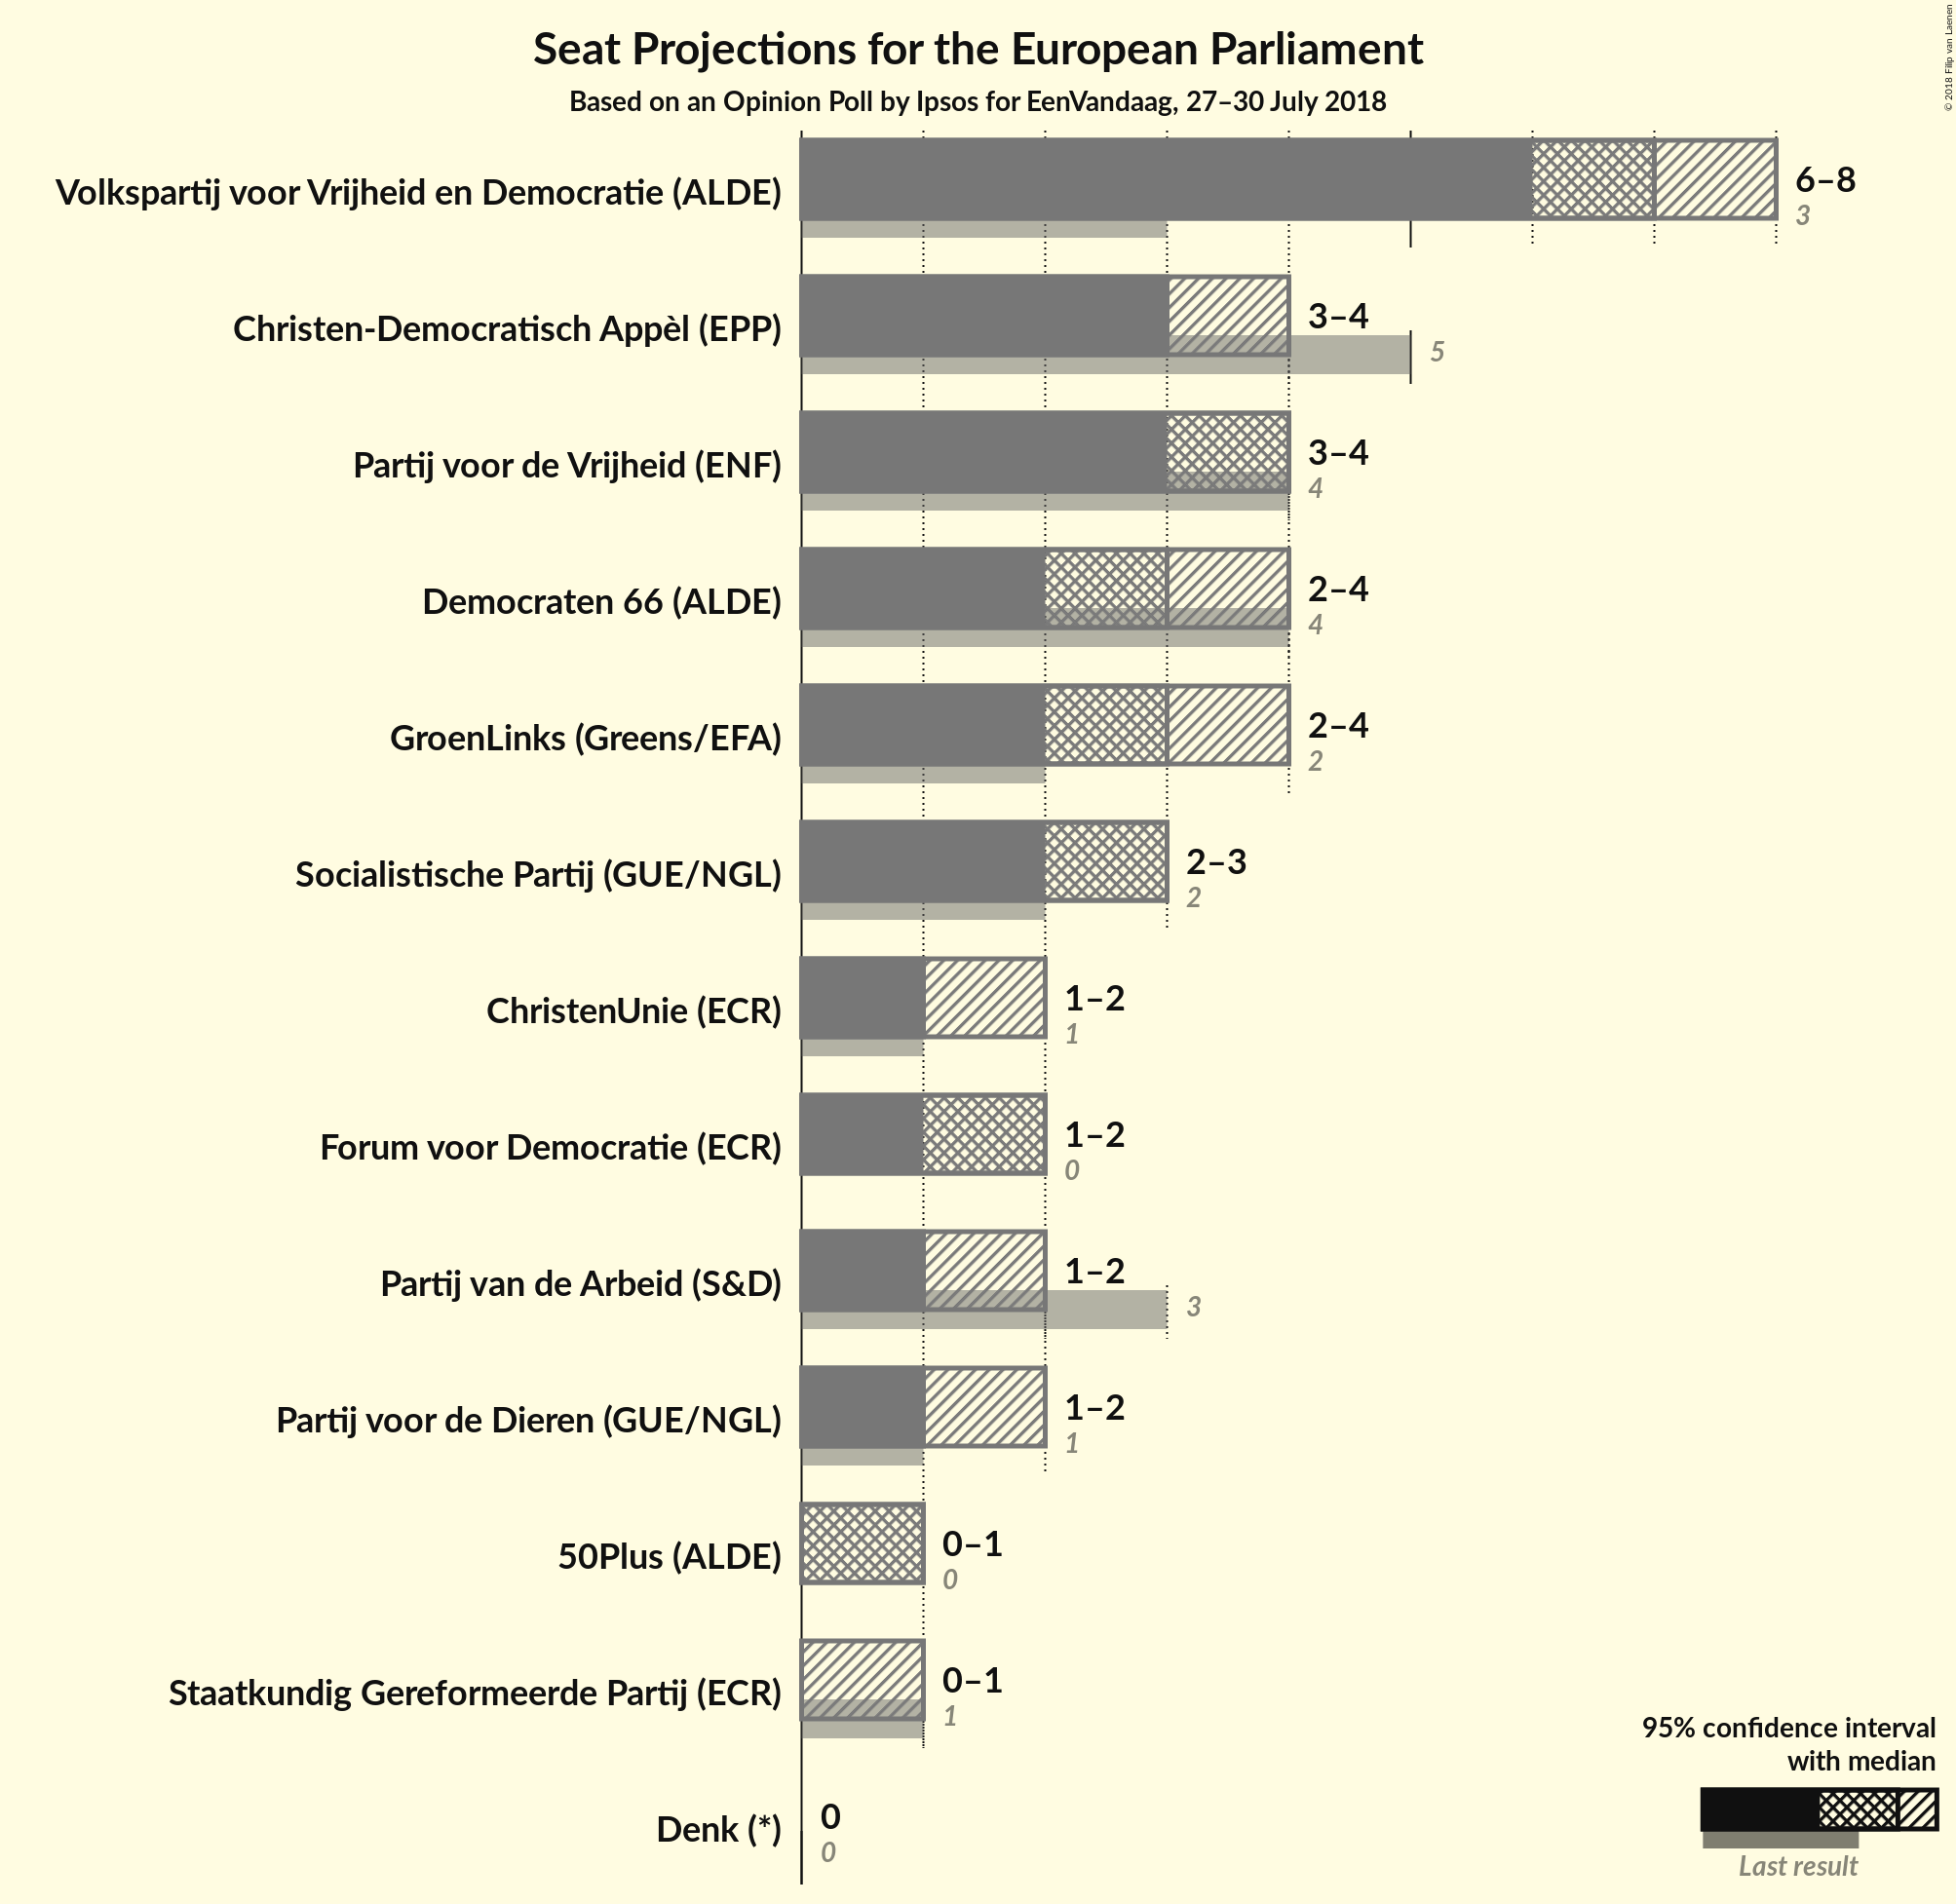 Seat Projections for the European Parliament
Based on an Opinion Poll by Ipsos for EenVandaag, 27–30 July 2018
© 2018 Filip van Laenen
Volkspartij voor Vrijheid en Democratie (ALDE)
6–8
3
Christen-Democratisch Appèl (EPP)
3–4
5
Partij voor de Vrijheid (ENF)
3–4
4
Democraten 66 (ALDE)
2–4
4
GroenLinks (Greens/EFA)
2–4
2
Socialistische Partij (GUE/NGL)
2–3
2
ChristenUnie (ECR)
1–2
1
Forum voor Democratie (ECR)
1–2
0
Partij van de Arbeid (S&D)
1–2
3
Partij voor de Dieren (GUE/NGL)
1–2
1
50Plus (ALDE)
0–1
0
Staatkundig Gereformeerde Partij (ECR)
0–1
1
Denk (*)
0
0
95% confidence interval
with median
Last result